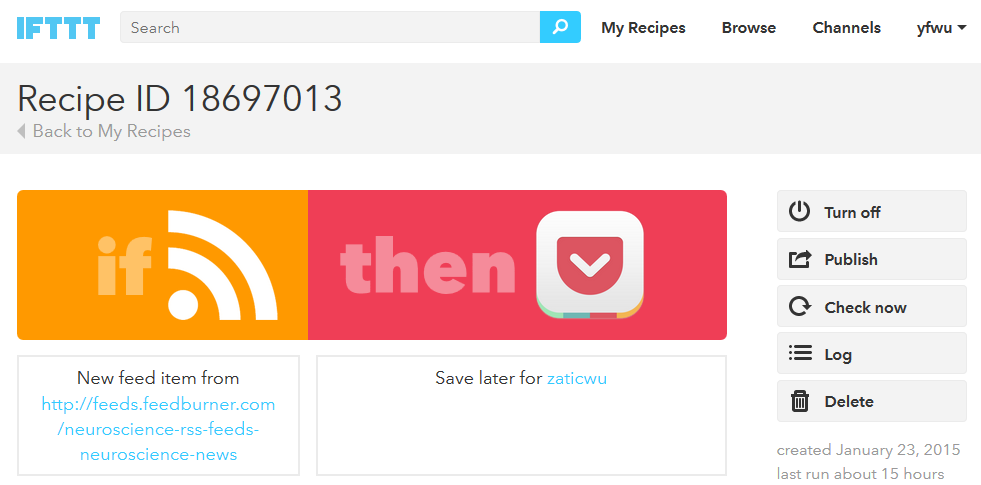 IFTTT Search My Recipes Browse Channels yfwu
Recipe ID 18697013
Back to My Recipes
if then
Turn off
Publish
Check now
Log
Delete
New feed item from
http://feeds.feedburner.com
/neuroscience-rss-feeds-
neuroscience-news
Save later for zaticwu
created January 23, 2015
last run about 15 hours